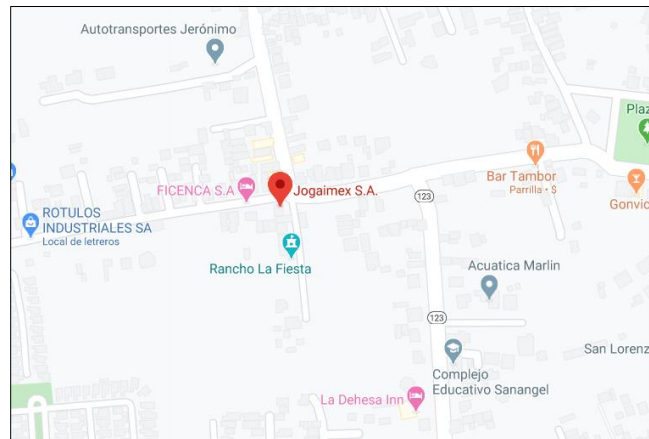 Autotransportes Jerónimo
Plaz
Bar Tambor
Parrilla • $
FICENCA S.A
Jogaimex S.A.
123
Gonvid
ROTULOS
INDUSTRIALES SA
Local de letreros
Rancho La Fiesta
Acuatica Marlin
123
San Lorenz
Complejo
Educativo Sanangel
La Dehesa Inn